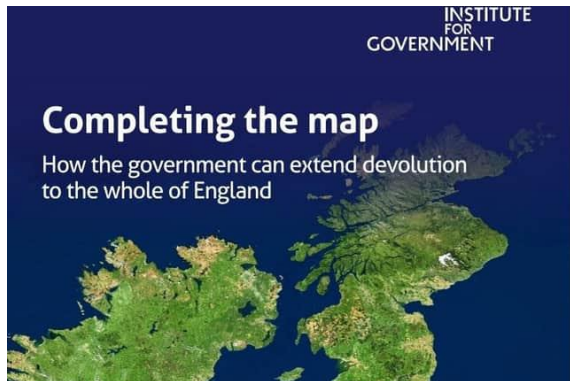 INSTITUTE
FOR
GOVERNMENT
Completing the map
How the government can extend devolution
to the whole of England